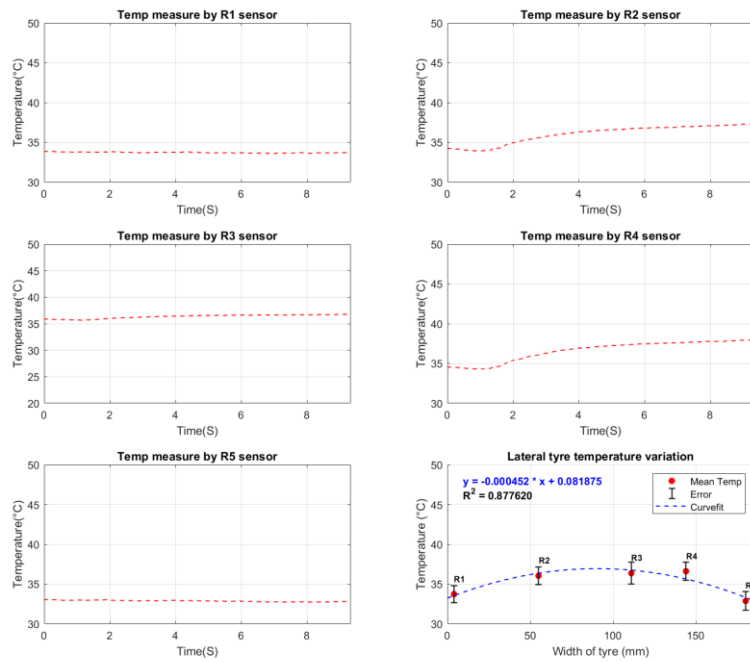 Temp measure by R1 sensor
Temperature(°C)
50
45
40
35
30
0 2 4 6 8
Time(S)
Temp measure by R2 sensor
Temperature(°C)
50
45
40
35
30
0 2 4 6 8
Time(S)
Temp measure by R3 sensor
Temperature(°C)
50
45
40
35
30
25
20
0 2 4 6 8
Time(S)
Temp measure by R4 sensor
Temperature(°C)
50
45
40
35
30
0 2 4 6 8
Time(S)
Temp measure by R5 sensor
Temperature(°C)
50
45
40
35
30
0 2 4 6 8
Time(S)
Lateral tyre temperature variation
Temperature (°C)
50
45
40
35
30
y = -0.000452 * x + 0.081875
R² = 0.877620
Mean Temp
Error
Curvefit
R1
R2
R3
R4
R
0 50 100 150
Width of tyre (mm)